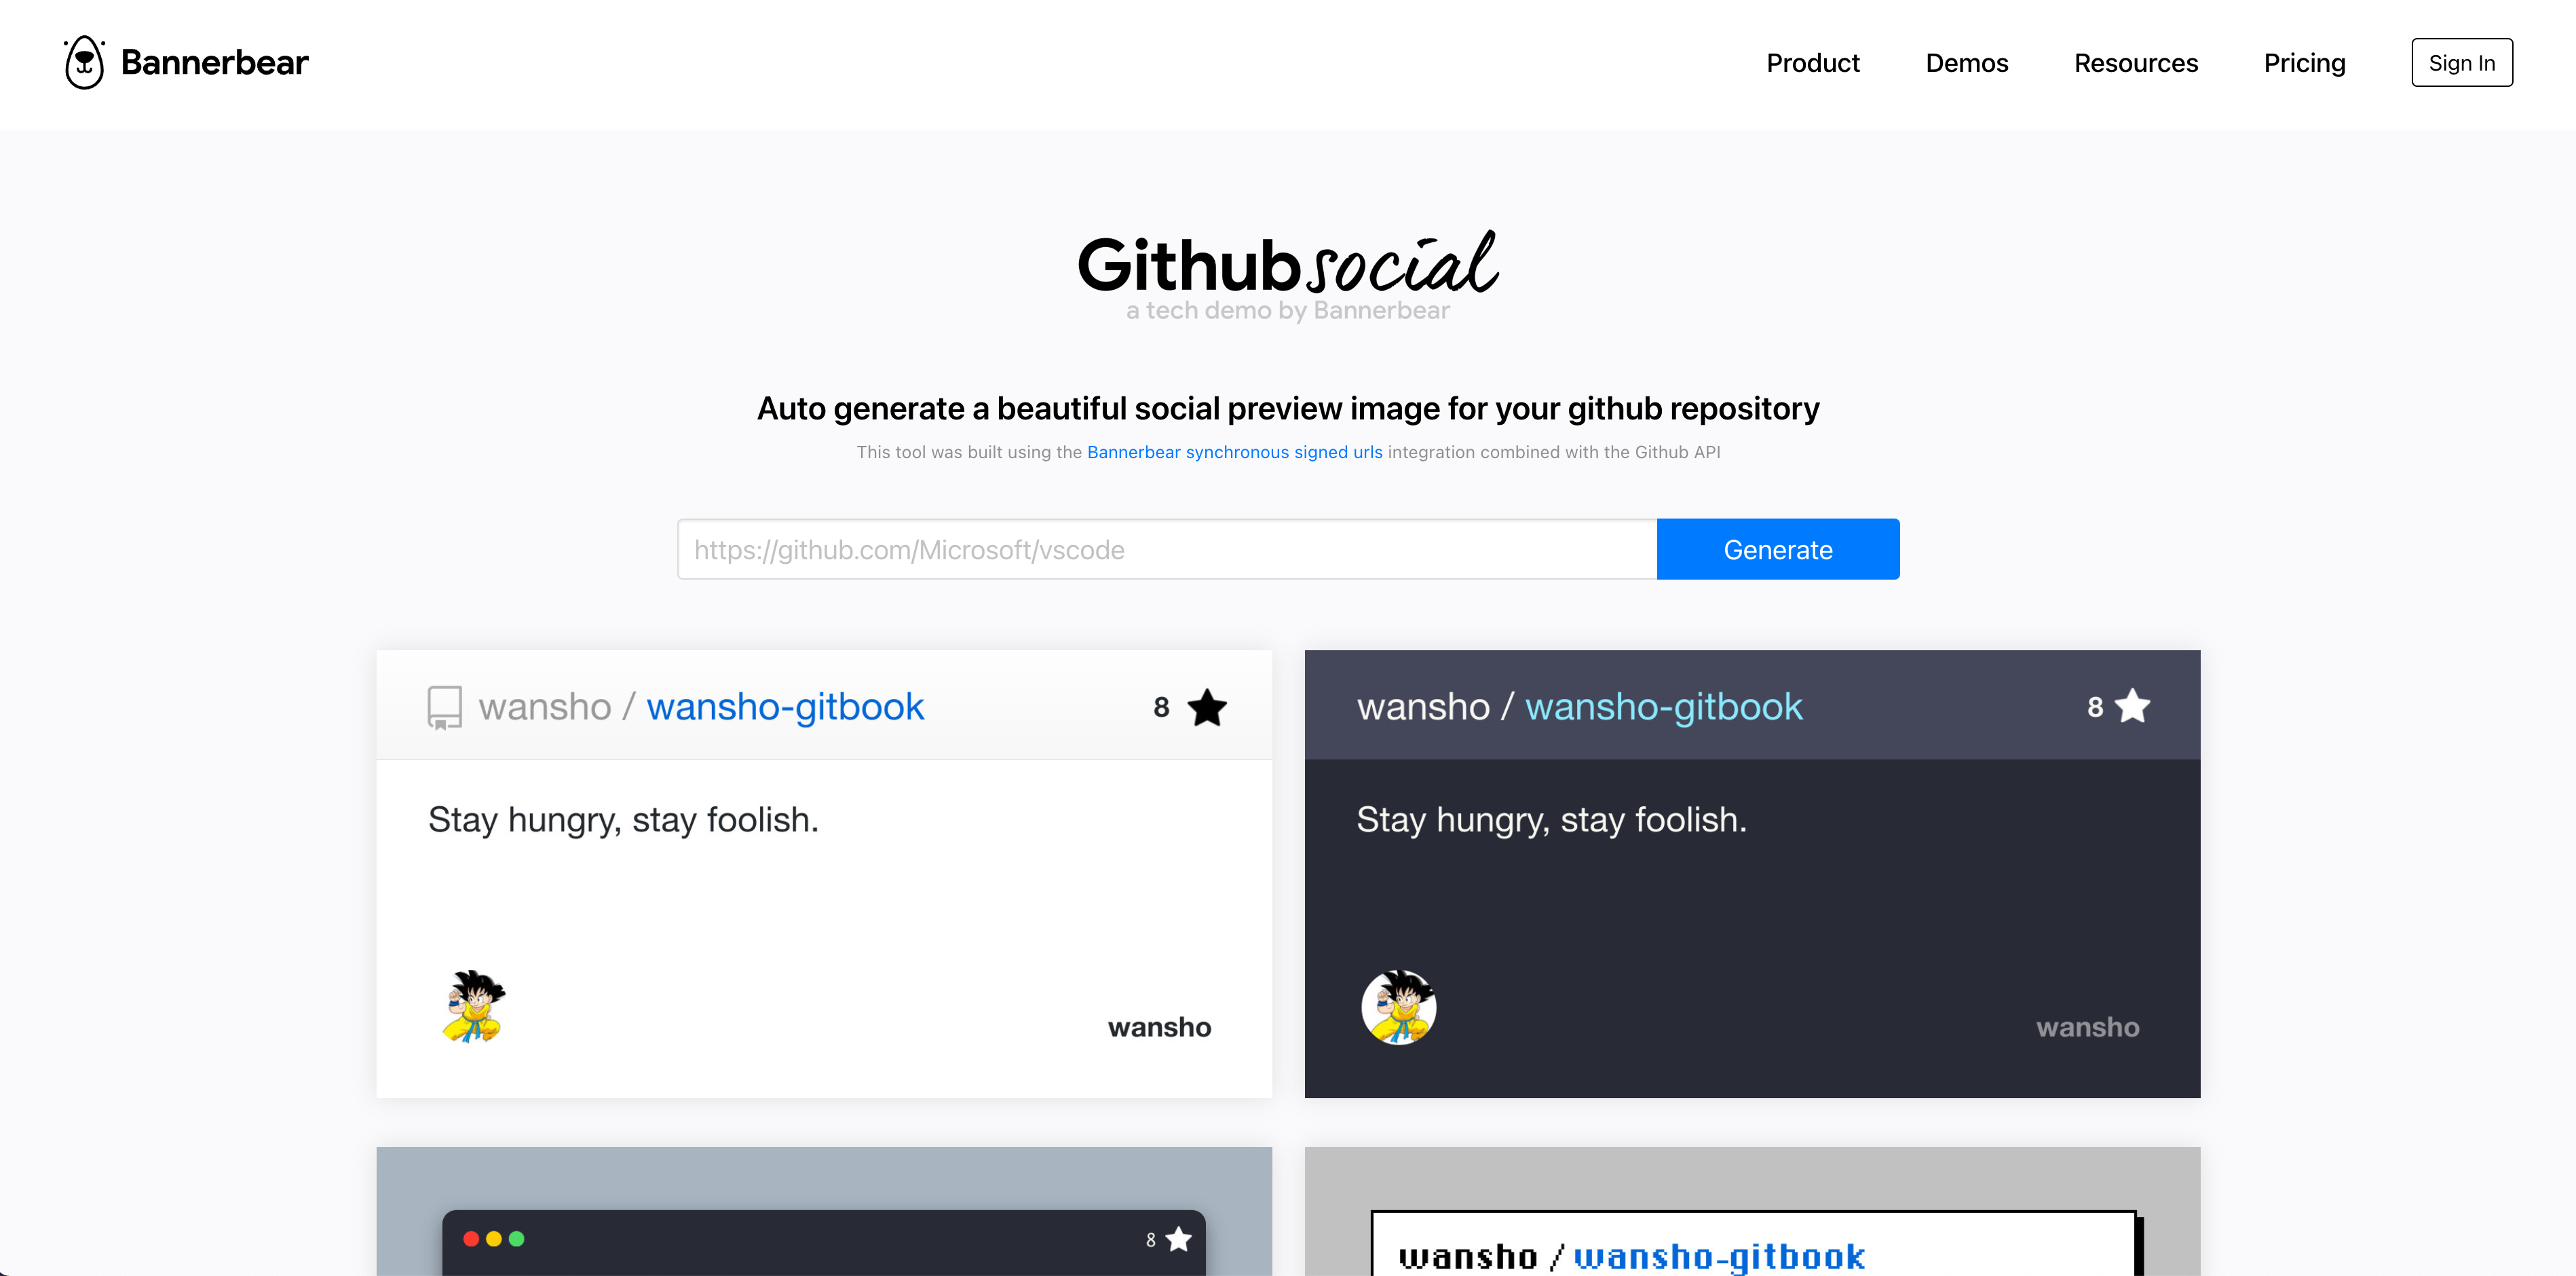 Bannerbear
Product Demos Resources Pricing Sign In
Githubsocial
a tech demo by Bannerbear
Auto generate a beautiful social preview image for your github repository
This tool was built using the Bannerbear synchronous signed urls integration combined with the Github API
https://github.com/Microsoft/vscode Generate
wansho / wansho-gitbook 8
Stay hungry, stay foolish.
wansho
wansho / wansho-gitbook 8
Stay hungry, stay foolish.
wansho
8
wansho / wansho-gitbook